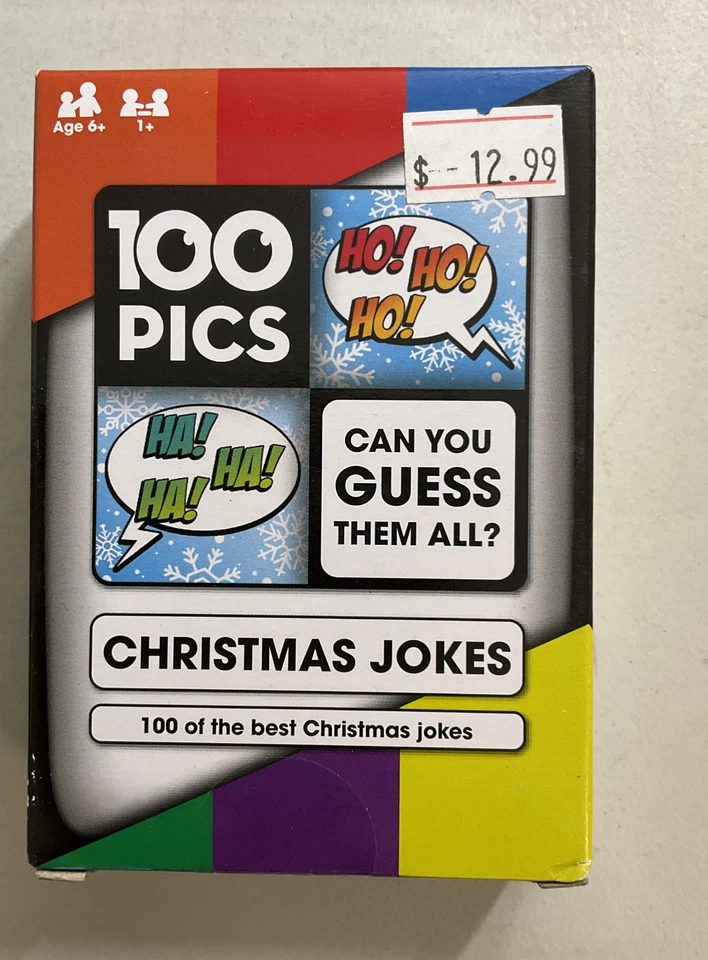 Age 6+
1+
$ -- 12.99
100
PICS
HO!
HO!
HO!
HA!
HA!
HA!
CAN YOU
GUESS
THEM ALL?
CHRISTMAS JOKES
100 of the best Christmas jokes